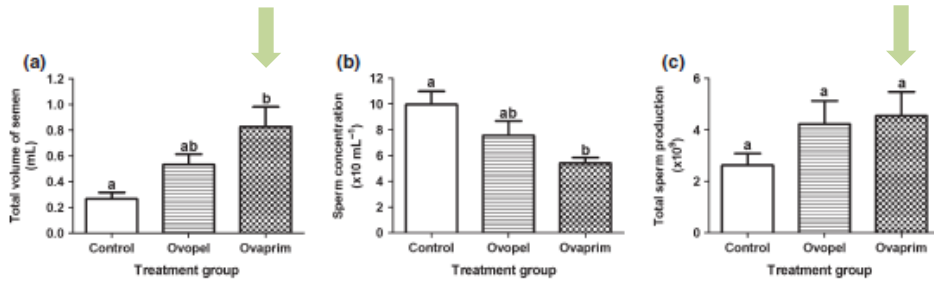 (a)
Total volume of semen
(mL)
1.2
1.0
0.8
0.6
0.4
0.2
0.0
a
ab
b
Control Ovopel Ovaprim
Treatment group
(b)
Sperm concentration
(x10 mL⁻¹)
12
10
8
6
4
2
0
a
ab
b
Control Ovopel Ovaprim
Treatment group
(c)
Total sperm production
(x10⁹)
6
4
2
0
a
a
a
Control Ovopel Ovaprim
Treatment group